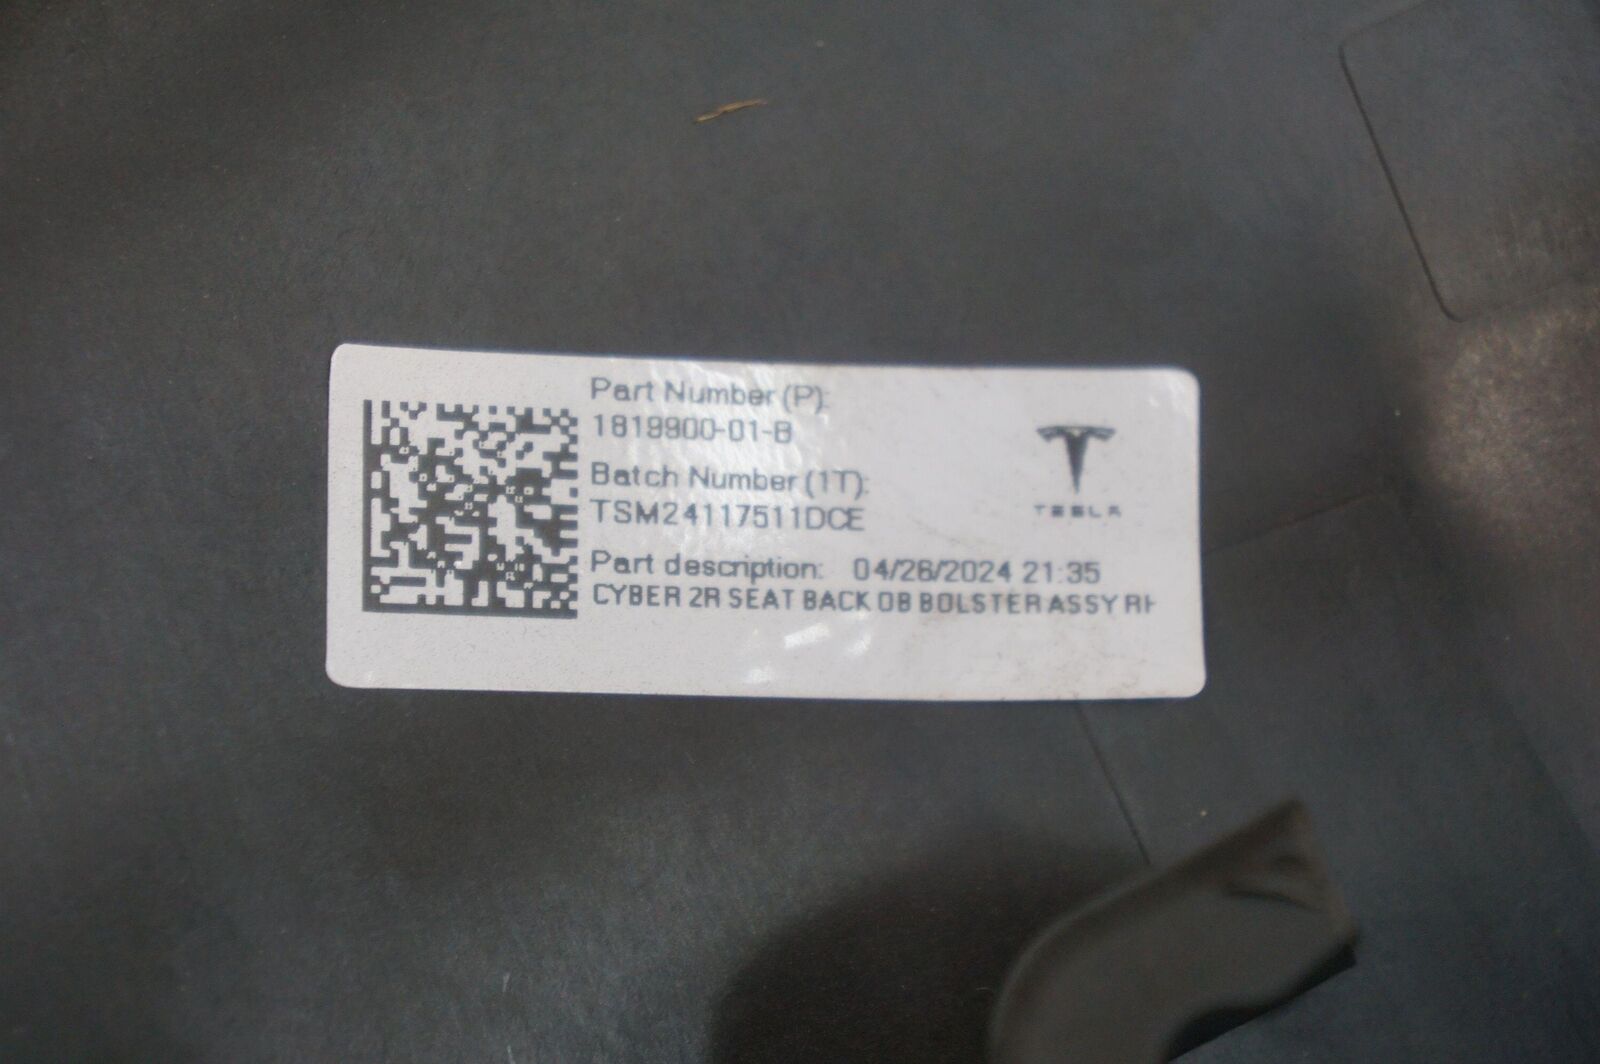 Part Number (P):
1819900-01-B
Batch Number (1T):
TSM24117511DCE
Part description: 04/26/2024 21:35
CYBER 2R SEAT BACK OB BOLSTER ASSY RH
TESLA